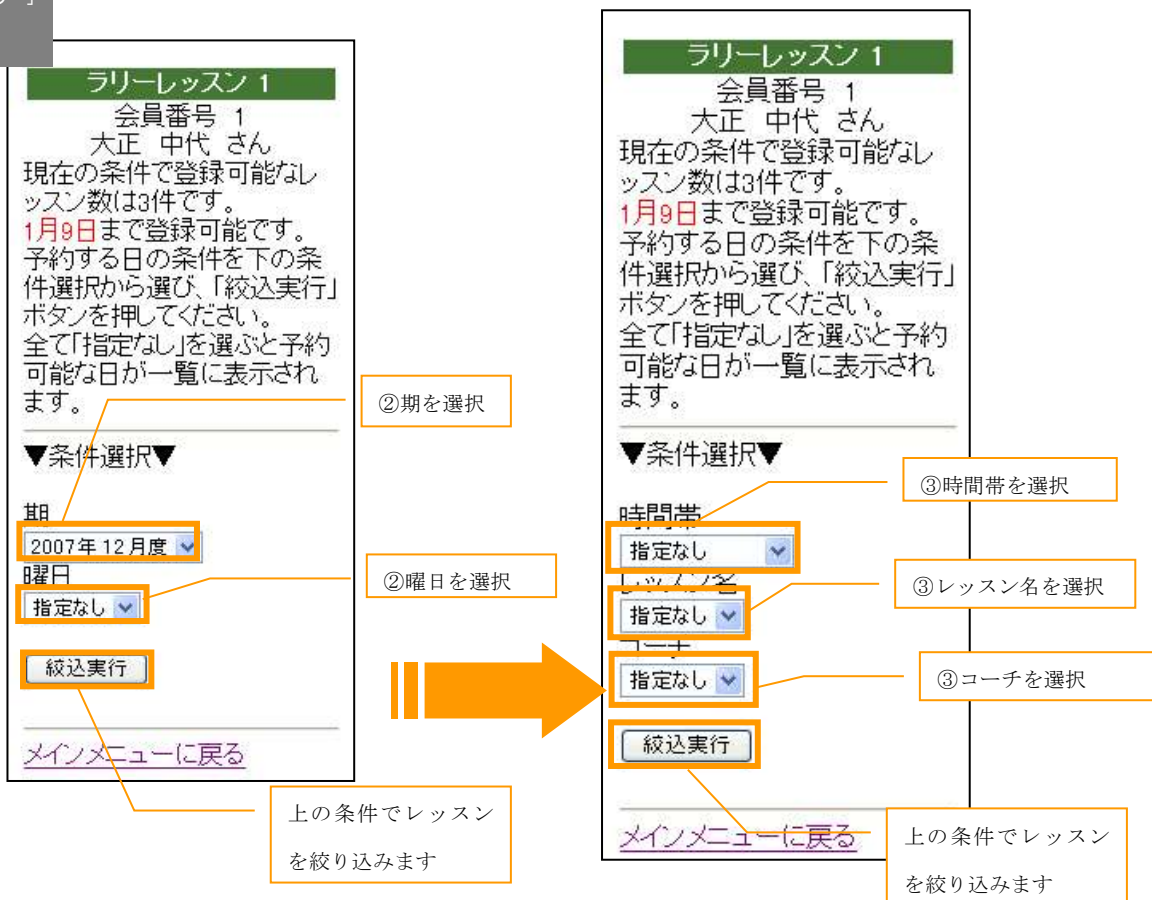 」
ラリーレッスン 1
会員番号 1
大正 中代 さん
現在の条件で登録可能なレ
ッスン数は3件です。
1月9日まで登録可能です。
予約する日の条件を下の条
件選択から選び、「絞込実行」
ボタンを押してください。
全て「指定なし」を選ぶと予約
可能な日が一覧に表示され
ます。
▼条件選択▼
期
2007年12月度
曜日
指定なし
絞込実行
メインメニューに戻る
②期を選択
②曜日を選択
上の条件でレッスン
を絞り込みます
ラリーレッスン 1
会員番号 1
大正 中代 さん
現在の条件で登録可能なレ
ッスン数は3件です。
1月9日まで登録可能です。
予約する日の条件を下の条
件選択から選び、「絞込実行」
ボタンを押してください。
全て「指定なし」を選ぶと予約
可能な日が一覧に表示され
ます。
▼条件選択▼
時間帯
指定なし
レッスン名
指定なし
コーチ
指定なし
絞込実行
メインメニューに戻る
③時間帯を選択
③レッスン名を選択
③コーチを選択
上の条件でレッスン
を絞り込みます